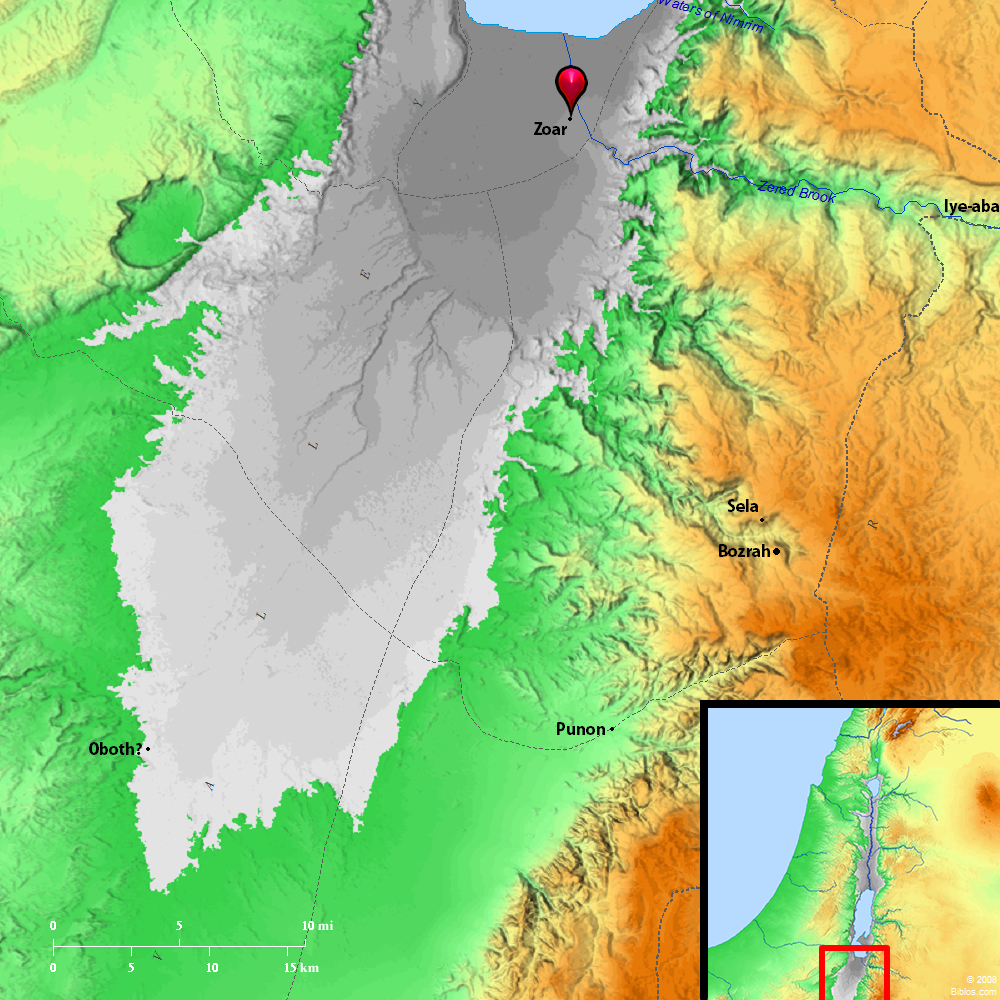 Waters of Nimrim
Zoar
Zered Brook
Iye-aba
Y
E
L
L
A
V
R
Sela
Bozrah
Punon
Oboth?
0 5 10 mi
0 5 10 15 km
© 2008
Biblos.com